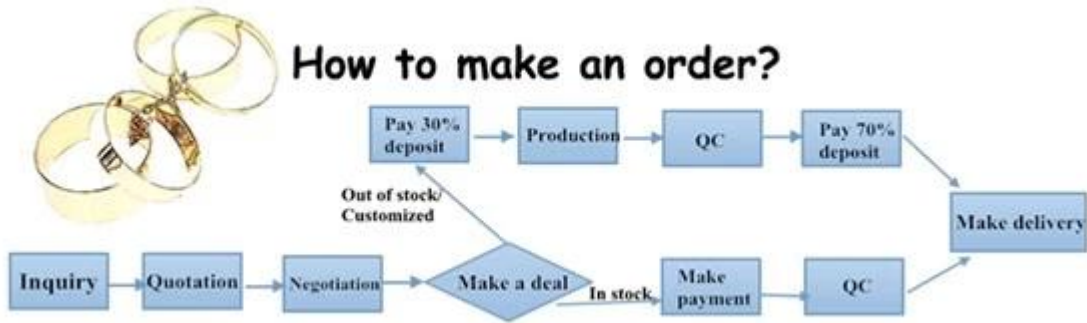 How to make an order?
Pay 30%
deposit
Production
QC
Pay 70%
deposit
Out of stock/
Customized
Make delivery
Inquiry
Quotation
Negotiation
Make a deal
In stock
Make
payment
QC